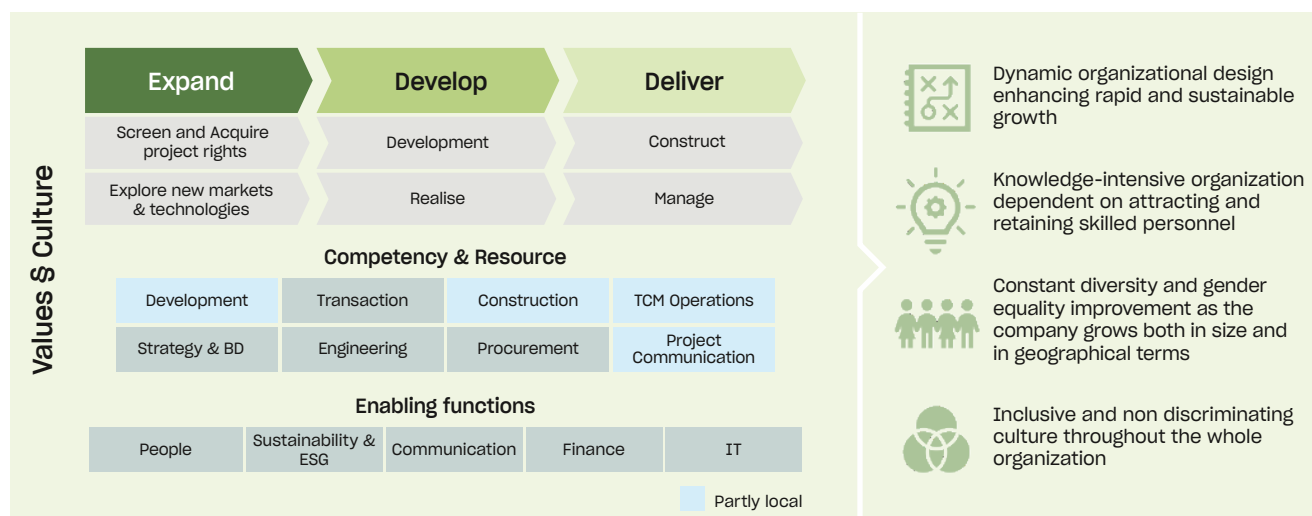 Values § Culture
Expand
Develop
Deliver
Screen and Acquire
project rights
Development
Construct
Explore new markets
& technologies
Realise
Manage
Competency & Resource
Development
Transaction
Construction
TCM Operations
Strategy & BD
Engineering
Procurement
Project
Communication
Enabling functions
People
Sustainability &
ESG
Communication
Finance
IT
Partly local
Dynamic organizational design
enhancing rapid and sustainable
growth
Knowledge-intensive organization
dependent on attracting and
retaining skilled personnel
Constant diversity and gender
equality improvement as the
company grows both in size and
in geographical terms
Inclusive and non discriminating
culture throughout the whole
organization